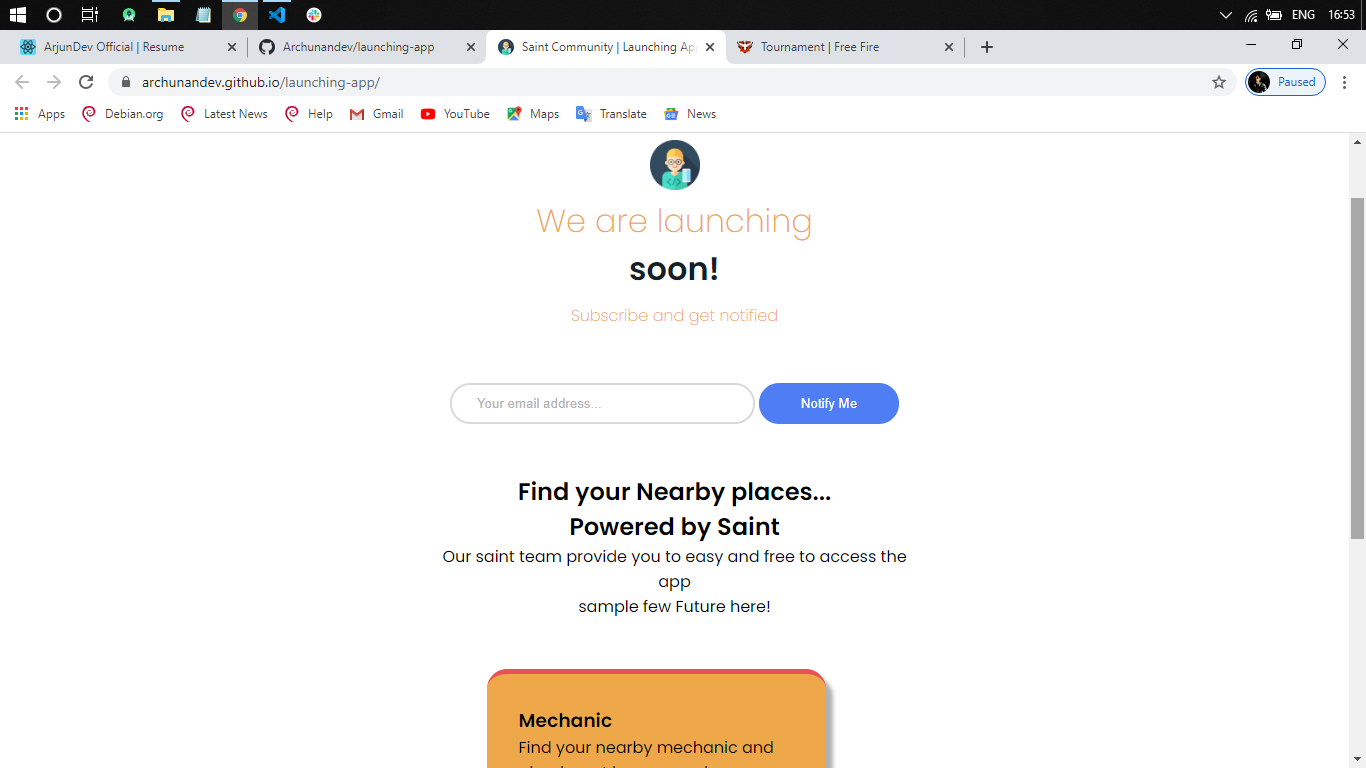 ENG 16:53
ArjunDev Official | Resume
Archunandev/launching-app
Saint Community | Launching Ap
Tournament | Free Fire
archunandev.github.io/launching-app/
Paused
Apps Debian.org Latest News Help Gmail YouTube Maps Translate News
We are launching
soon!
Subscribe and get notified
Your email address... Notify Me
Find your Nearby places...
Powered by Saint
Our saint team provide you to easy and free to access the
app
sample few Future here!
Mechanic
Find your nearby mechanic and